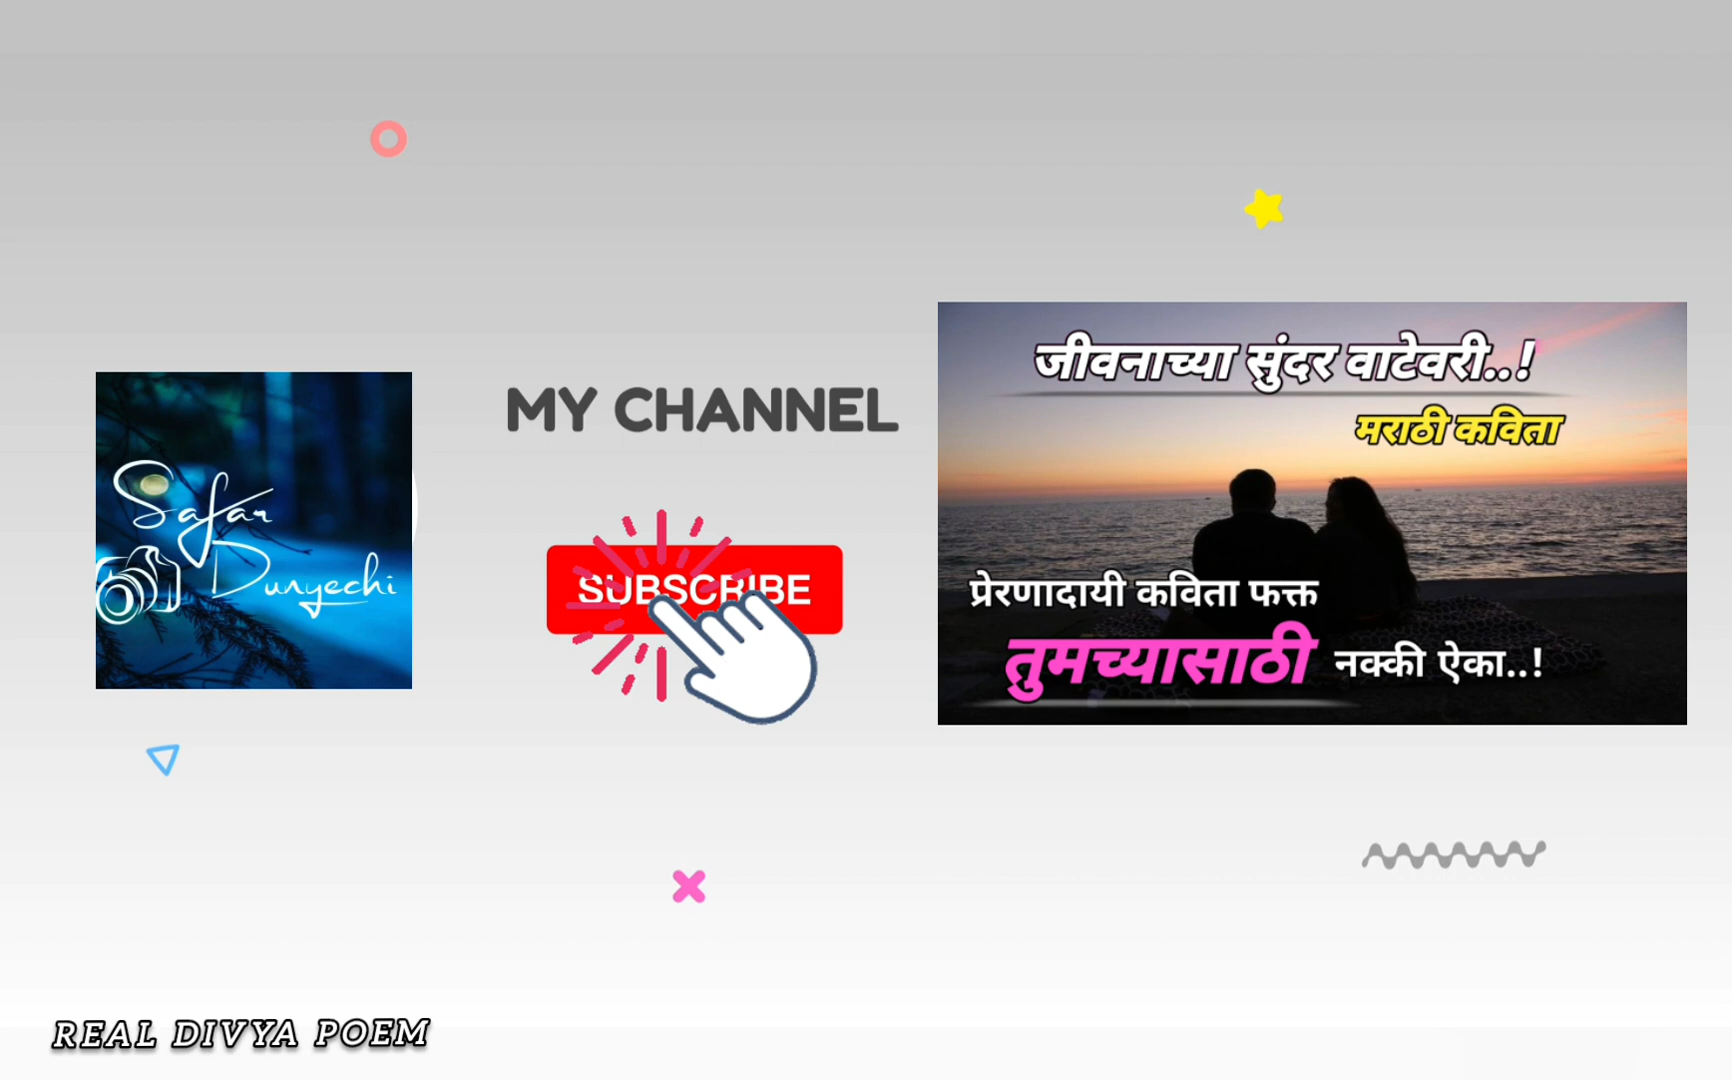 Safar
Dunyechi
MY CHANNEL
SUBSCRIBE
जीवनाच्या सुंदर वाटेवरी..!
मराठी कविता
प्रेरणादायी कविता फक्त
तुमच्यासाठी नक्की ऐका..!
REAL DIVYA POEM